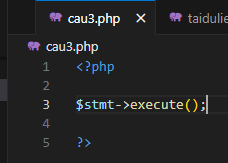 cau3.php × taidulie
cau3.php
1 <?php
2
3 $stmt->execute();
4
5 ?>